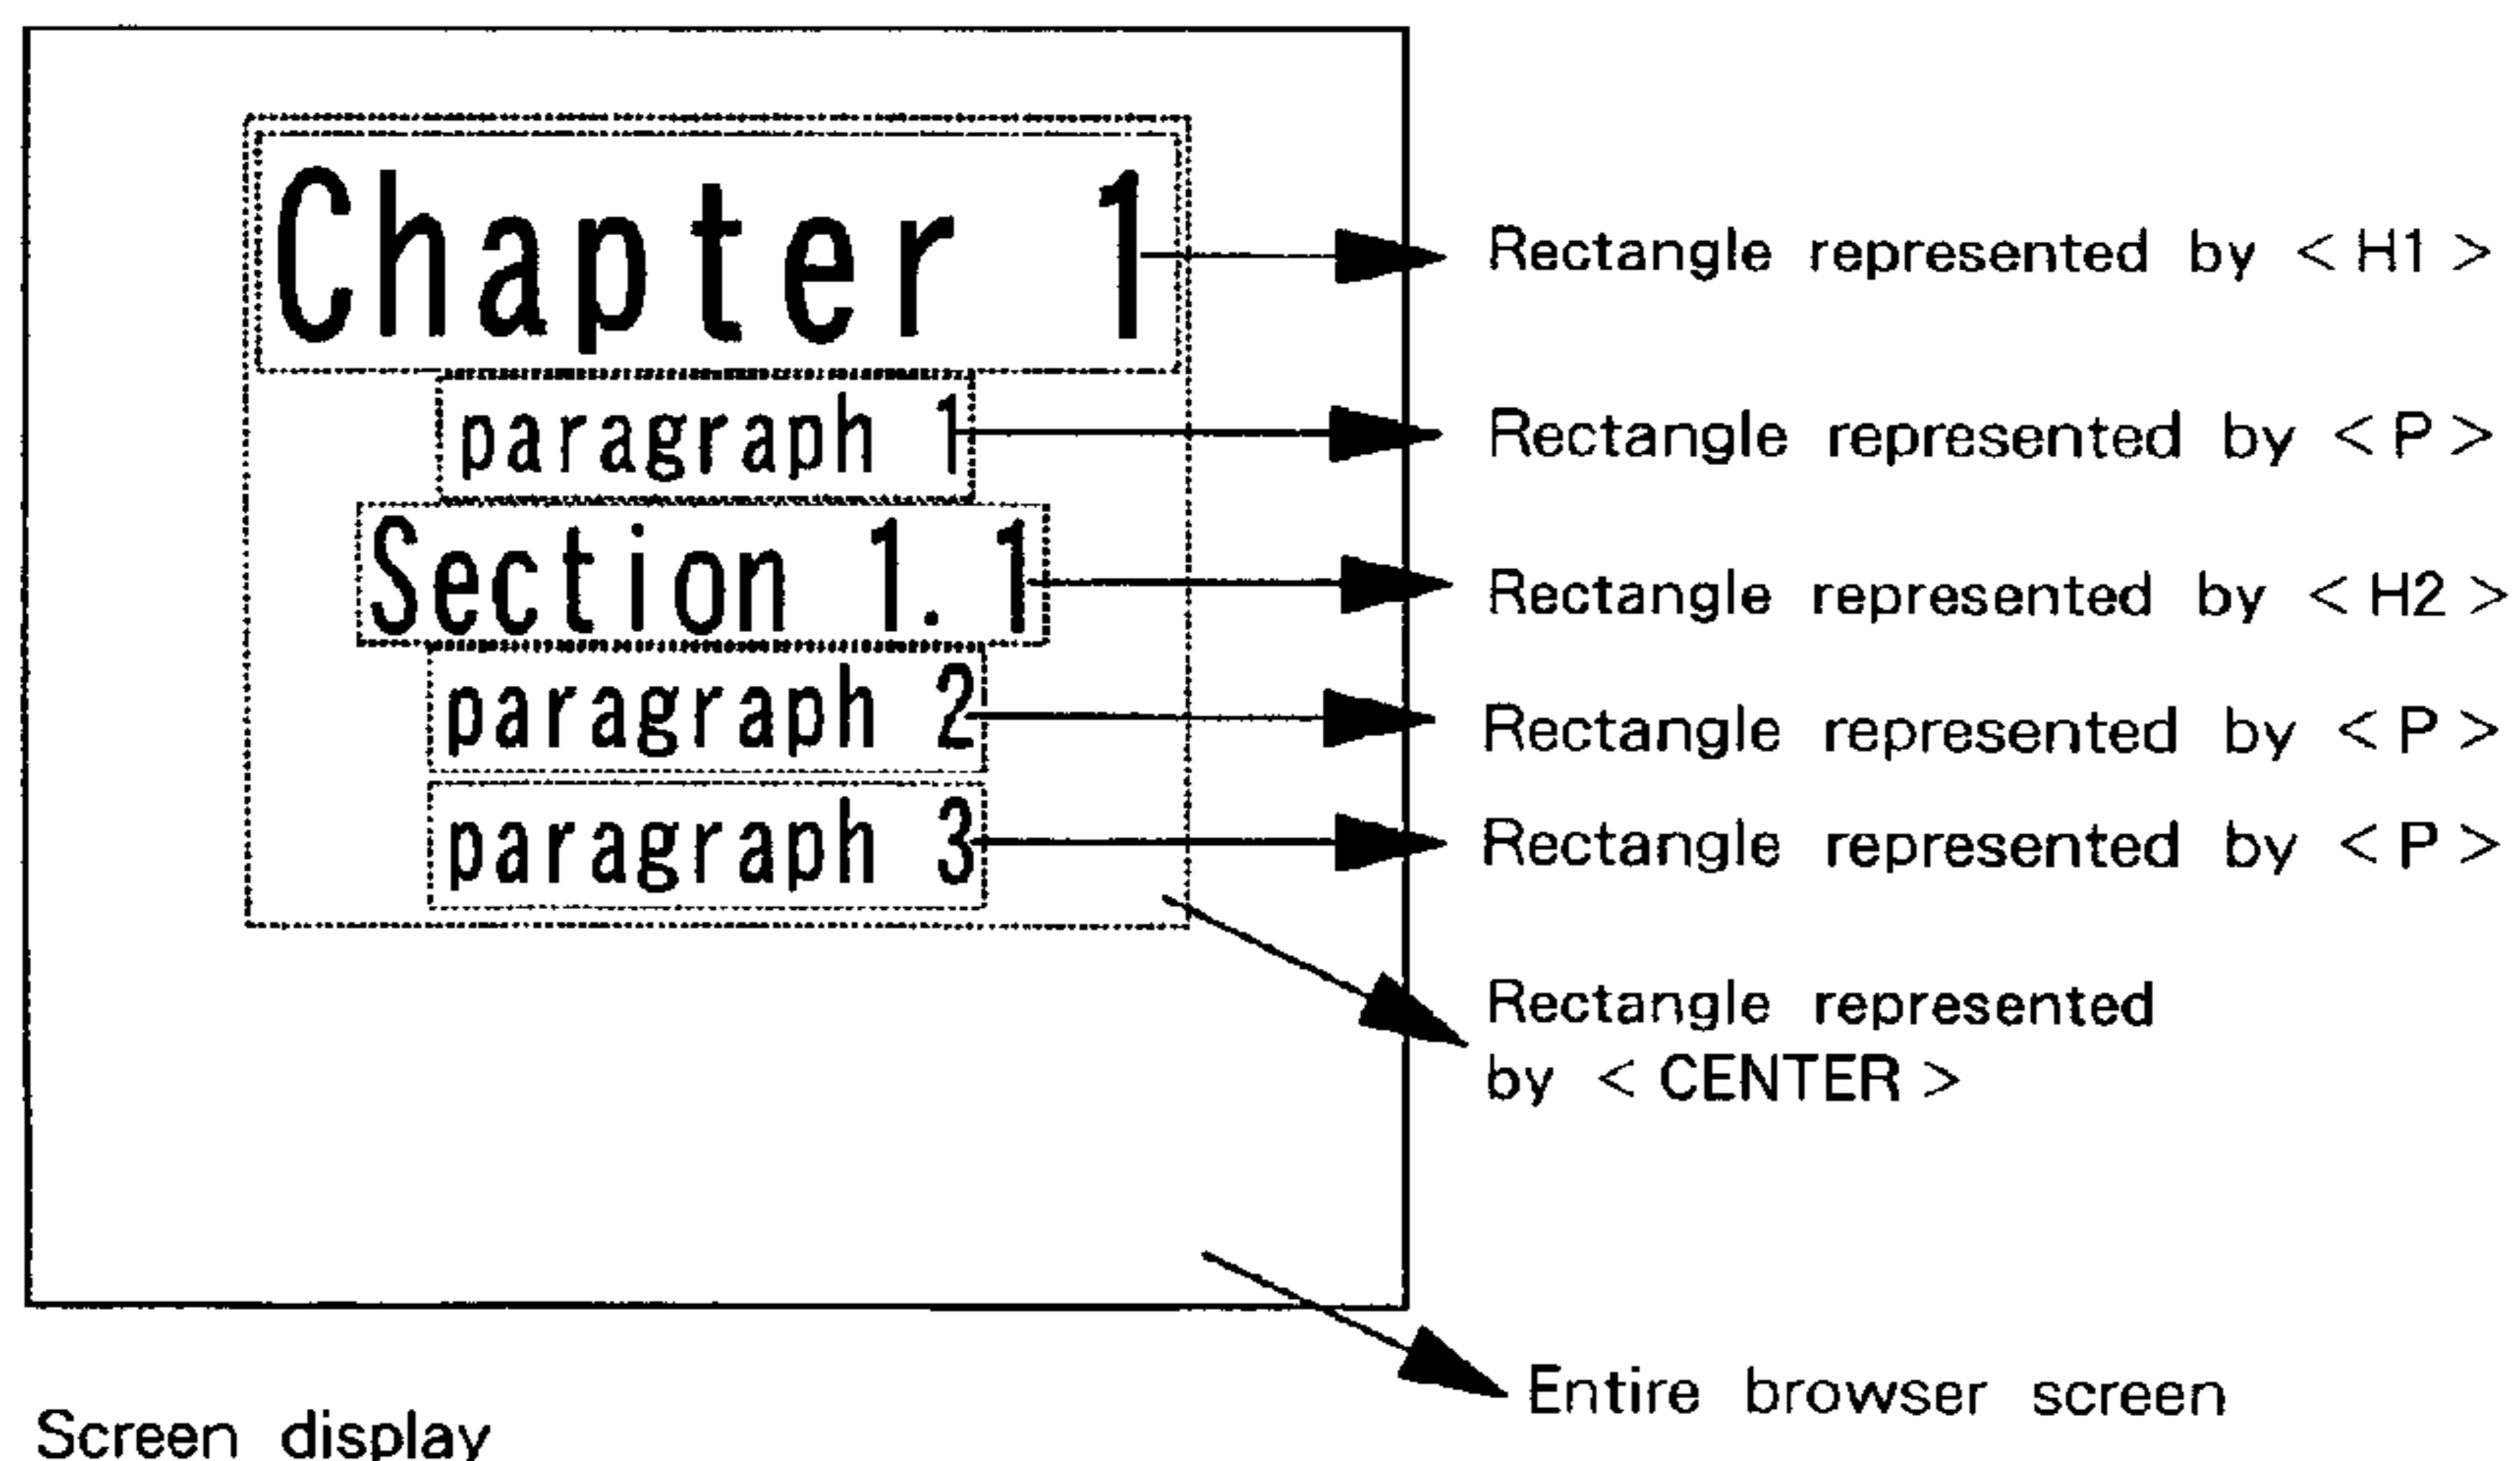 Chapter 1
Rectangle represented by <H1>
paragraph 1
Rectangle represented by <P>
Section 1.1
Rectangle represented by <H2>
paragraph 2
Rectangle represented by <P>
paragraph 3
Rectangle represented by <P>
Rectangle represented
by <CENTER>
Entire browser screen
Screen display